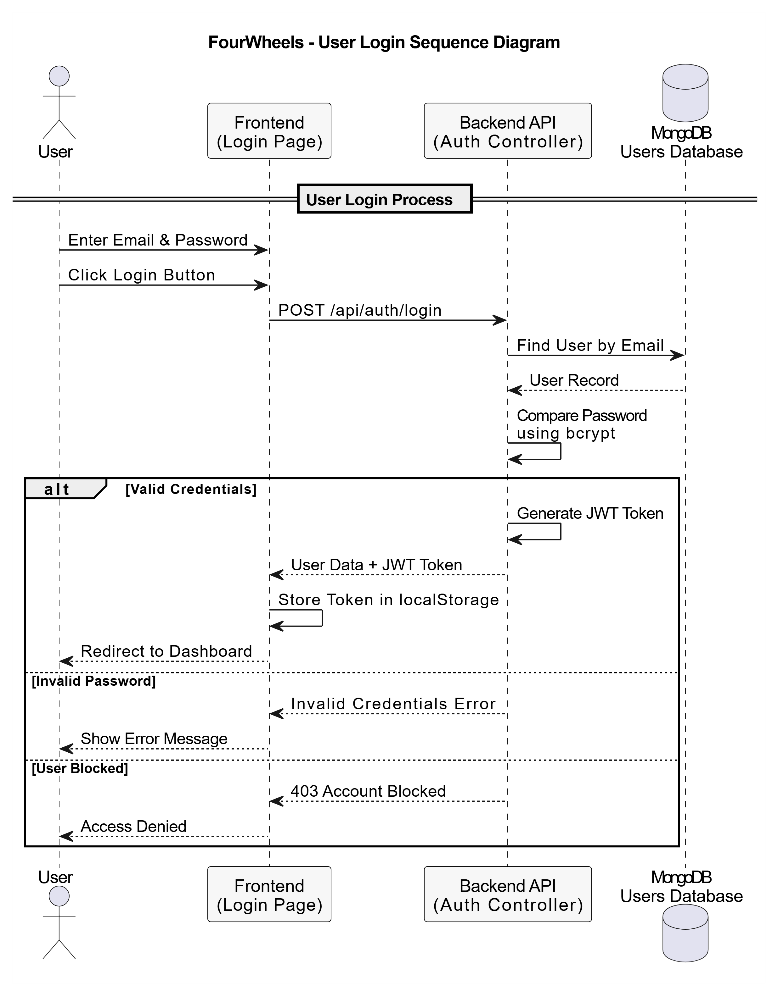 FourWheels - User Login Sequence Diagram
User
Frontend
(Login Page)
Backend API
(Auth Controller)
MongoDB
Users Database
User Login Process
Enter Email & Password
Click Login Button
POST /api/auth/login
Find User by Email
User Record
Compare Password
using bcrypt
alt
[Valid Credentials]
Generate JWT Token
User Data + JWT Token
Store Token in localStorage
Redirect to Dashboard
[Invalid Password]
Invalid Credentials Error
Show Error Message
[User Blocked]
403 Account Blocked
Access Denied
User
Frontend
(Login Page)
Backend API
(Auth Controller)
MongoDB
Users Database